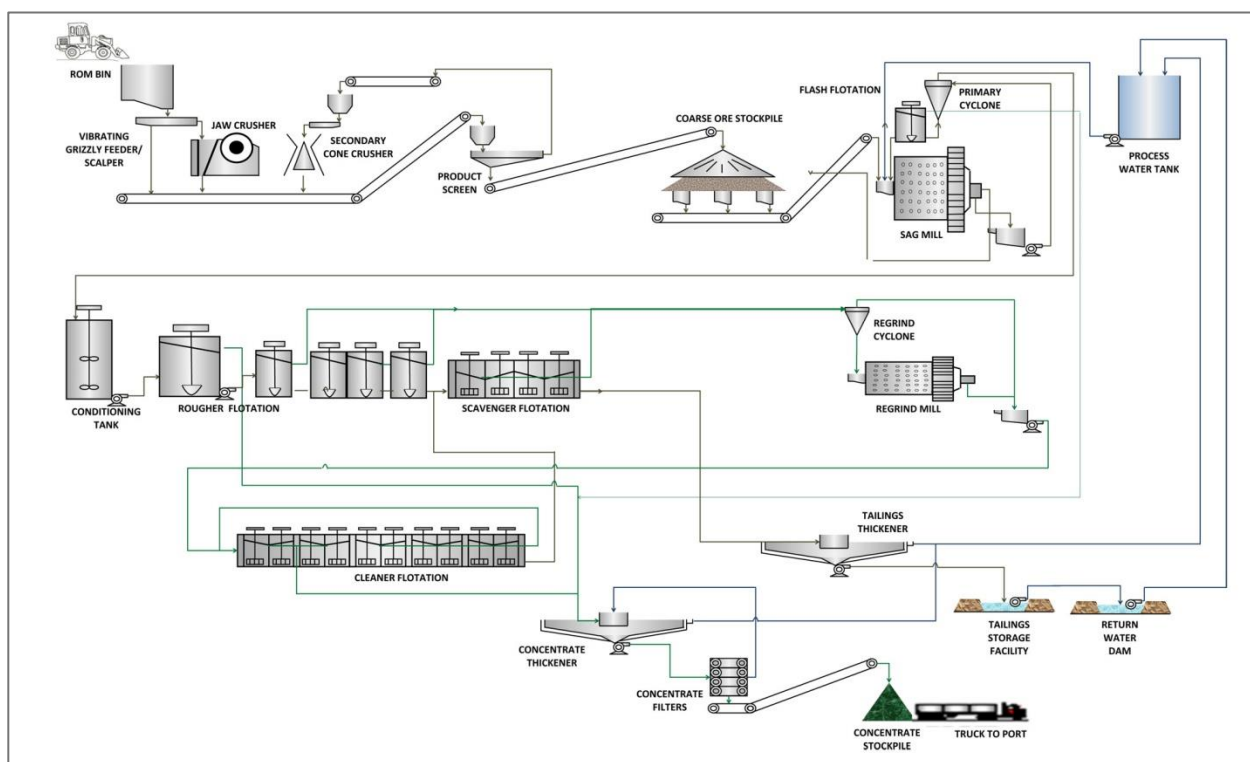 ROM BIN
VIBRATING
GRIZZLY FEEDER/
SCALPER
JAW CRUSHER
SECONDARY
CONE CRUSHER
PRODUCT
SCREEN
COARSE ORE STOCKPILE
FLASH FLOTATION
PRIMARY
CYCLONE
SAG MILL
PROCESS
WATER TANK
CONDITIONING
TANK
ROUGHER FLOTATION
SCAVENGER FLOTATION
REGRIND
CYCLONE
REGRIND MILL
CLEANER FLOTATION
TAILINGS
THICKENER
TAILINGS
STORAGE
FACILITY
RETURN
WATER
DAM
CONCENTRATE
THICKENER
CONCENTRATE
FILTERS
CONCENTRATE
STOCKPILE
TRUCK TO PORT